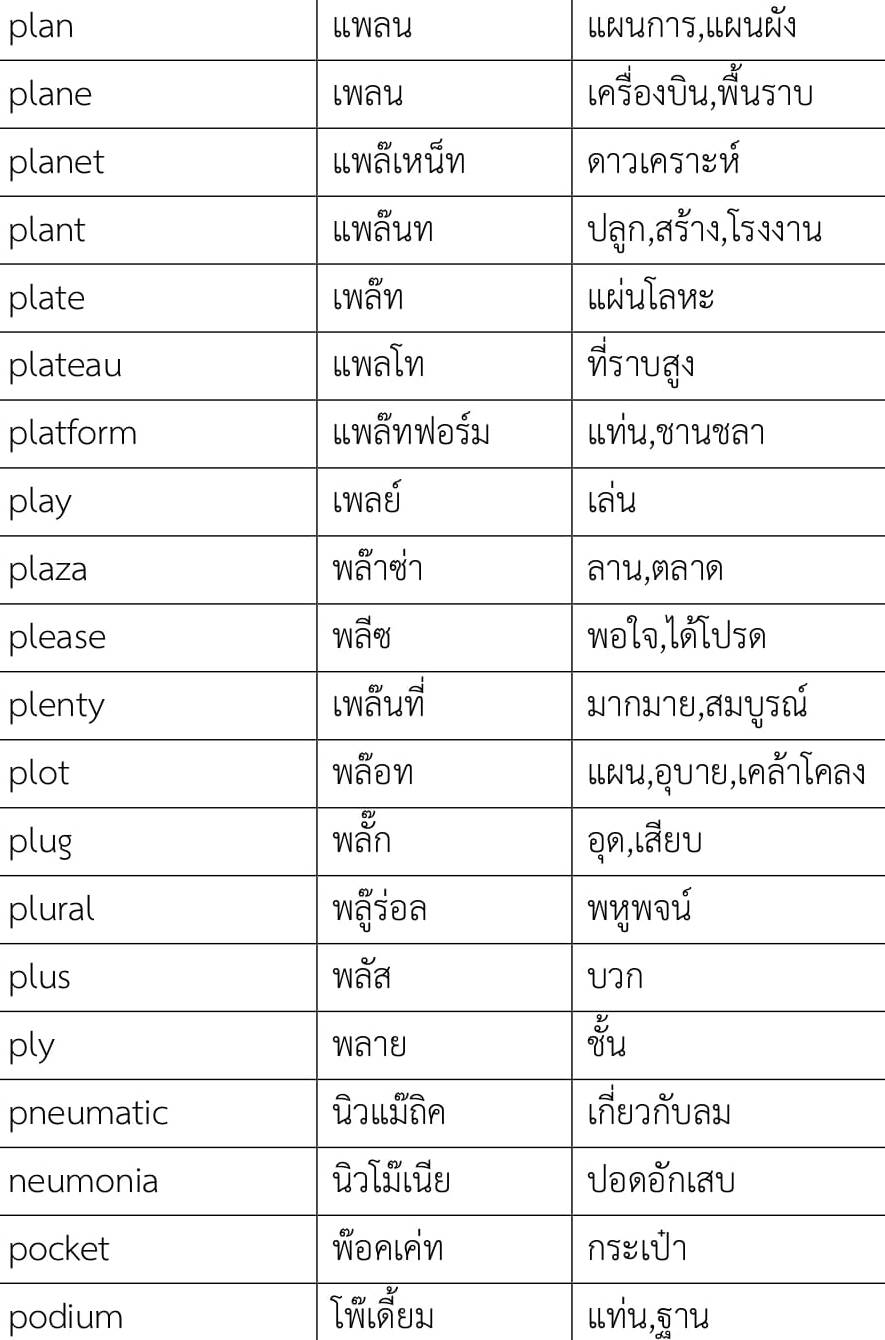 plan แพลน แผนการ,แผนผัง
plane เพลน เครื่องบิน,พื้นราบ
planet แพล๊เหน็ท ดาวเคราะห์
plant แพล๊นท ปลูก,สร้าง,โรงงาน
plate เพล๊ท แผ่นโลหะ
plateau แพลโท ที่ราบสูง
platform แพล๊ทฟอร์ม แท่น,ชานชลา
play เพลย์ เล่น
plaza พล๊าซ่า ลาน,ตลาด
please พลีซ พอใจ,ได้โปรด
plenty เพล๊นที่ มากมาย,สมบูรณ์
plot พล๊อท แผน,อุบาย,เคล้าโคลง
plug พลั๊ก อุด,เสียบ
plural พลู๊ร่อล พหูพจน์
plus พลัส บวก
ply พลาย ชั้น
pneumatic นิวแม๊ถิค เกี่ยวกับลม
neumonia นิวโม๊เนีย ปอดอักเสบ
pocket พ๊อคเค่ท กระเป๋า
podium โพ๊เดี้ยม แท่น,ฐาน